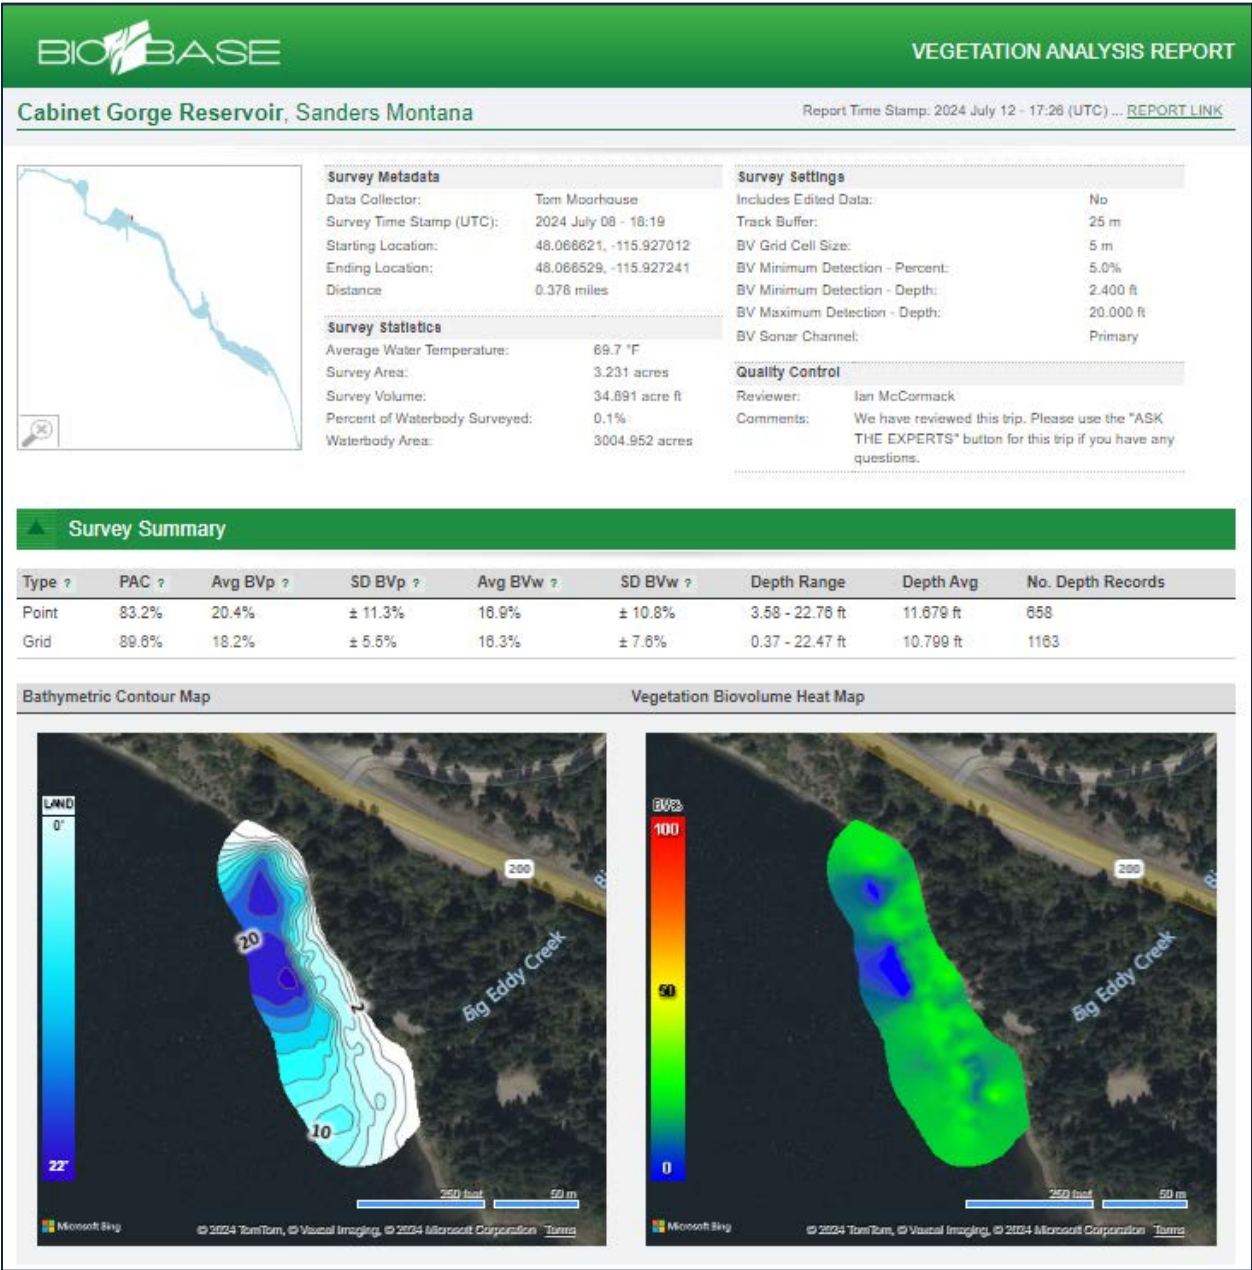 BIOBASE
VEGETATION ANALYSIS REPORT
Cabinet Gorge Reservoir, Sanders Montana
Report Time Stamp: 2024 July 12 - 17:26 (UTC) ... REPORT LINK
Survey Metadata
Data Collector: Tom Moorhouse
Survey Time Stamp (UTC): 2024 July 08 - 18:19
Starting Location: 48.066621, -115.927012
Ending Location: 48.066529, -115.927241
Distance 0.378 miles
Survey Statistics
Average Water Temperature: 69.7 °F
Survey Area: 3.231 acres
Survey Volume: 34.891 acre ft
Percent of Waterbody Surveyed: 0.1%
Waterbody Area: 3004.952 acres
Survey Settings
Includes Edited Data: No
Track Buffer: 25 m
BV Grid Cell Size: 5 m
BV Minimum Detection - Percent: 5.0%
BV Minimum Detection - Depth: 2.400 ft
BV Maximum Detection - Depth: 20.000 ft
BV Sonar Channel: Primary
Quality Control
Reviewer: Ian McCormack
Comments: We have reviewed this trip. Please use the "ASK
THE EXPERTS" button for this trip if you have any
questions.
Survey Summary
Type ? PAC ? Avg BVp ? SD BVp ? Avg BVw ? SD BVw ? Depth Range Depth Avg No. Depth Records
Point 83.2% 20.4% ± 11.3% 16.9% ± 10.8% 3.58 - 22.76 ft 11.679 ft 658
Grid 89.6% 18.2% ± 5.5% 16.3% ± 7.6% 0.37 - 22.47 ft 10.799 ft 1163
Bathymetric Contour Map
LAND
0'
22'
20
2
10
200
Bi
Big Eddy Creek
250 feet 50 m
Microsoft Bing
© 2024 TomTom, © Vexcel Imaging, © 2024 Microsoft Corporation Terms
Vegetation Biovolume Heat Map
BV%
100
50
0
200
Bi
Big Eddy Creek
250 feet 50 m
Microsoft Bing
© 2024 TomTom, © Vexcel Imaging, © 2024 Microsoft Corporation Terms